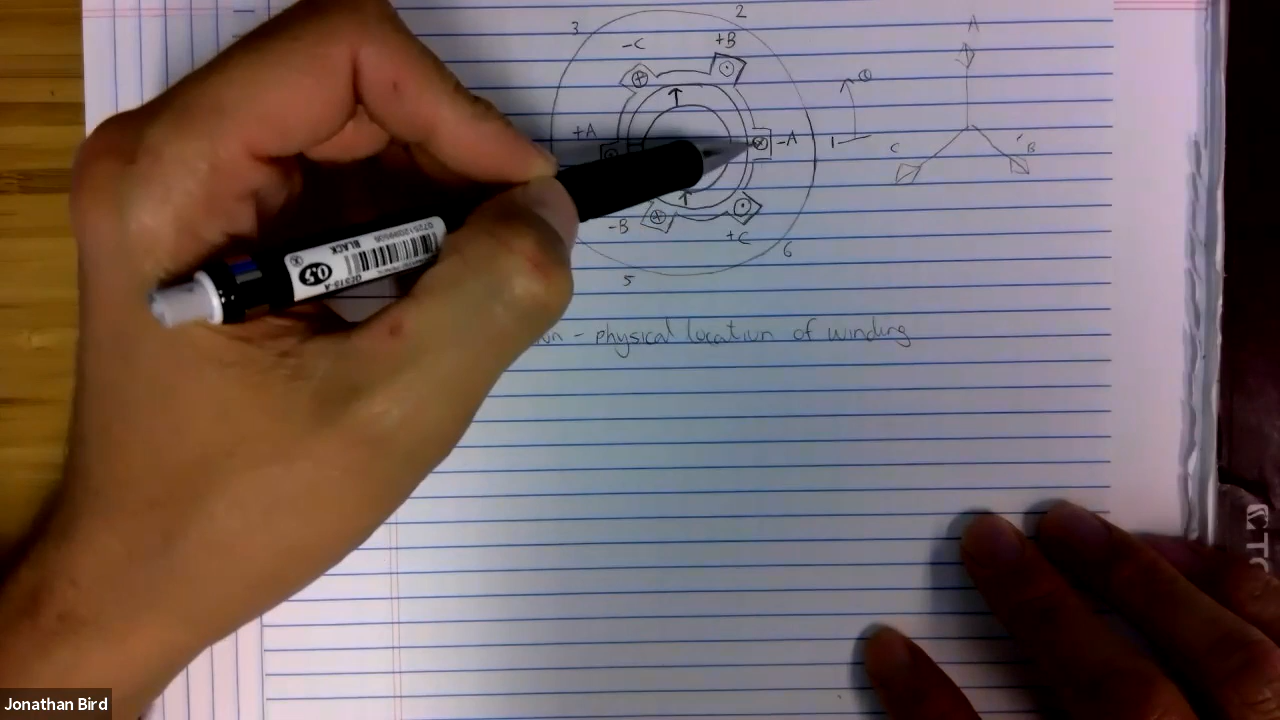 3
2
-C
+B
+A
-A
-B
+C
5
6
1
θ
A
C
B
- physical location of winding
0.5
BLACK
Jonathan Bird